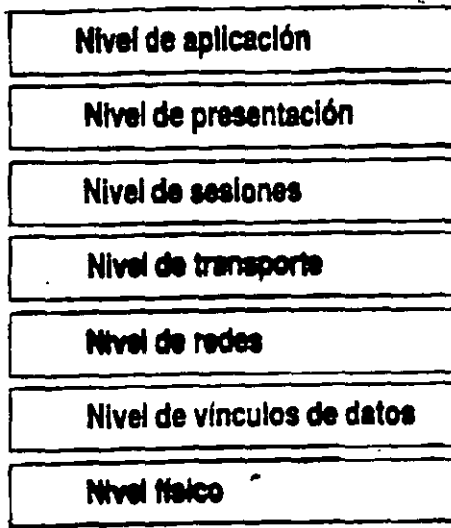 Nivel de aplicación
Nivel de presentación
Nivel de sesiones
Nivel de transporte
Nivel de redes
Nivel de vínculos de datos
Nivel físico